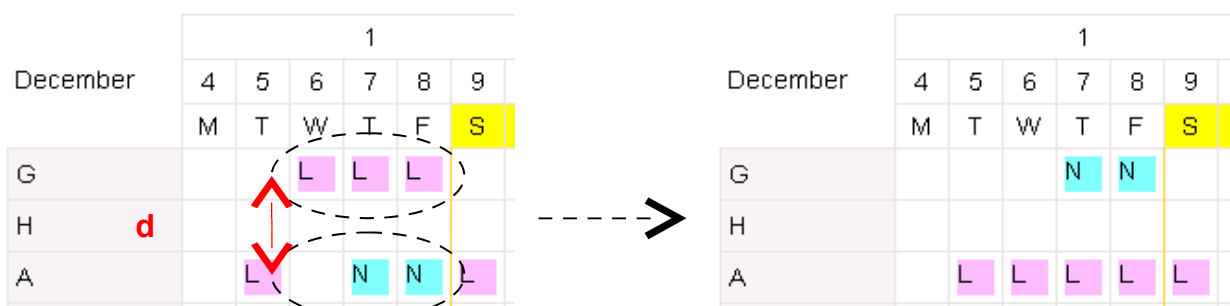 1
December 4 5 6 7 8 9
M T W T F S
G L L L
H d
A L N N L
1
December 4 5 6 7 8 9
M T W T F S
G N N
H
A L L L L L